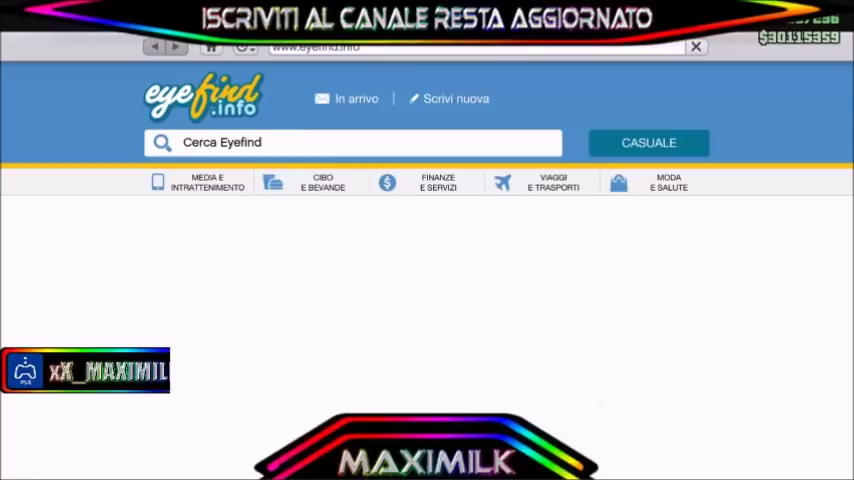 ISCRIVITI AL CANALE RESTA AGGIORNATO
$30115359
www.eyefind.info
eyefind.info
In arrivo
Scrivi nuova
Cerca Eyefind
CASUALE
MEDIA E INTRATTENIMENTO
CIBO E BEVANDE
FINANZE E SERVIZI
VIAGGI E TRASPORTI
MODA E SALUTE
xX_MAXIMIL
MAXIMILK